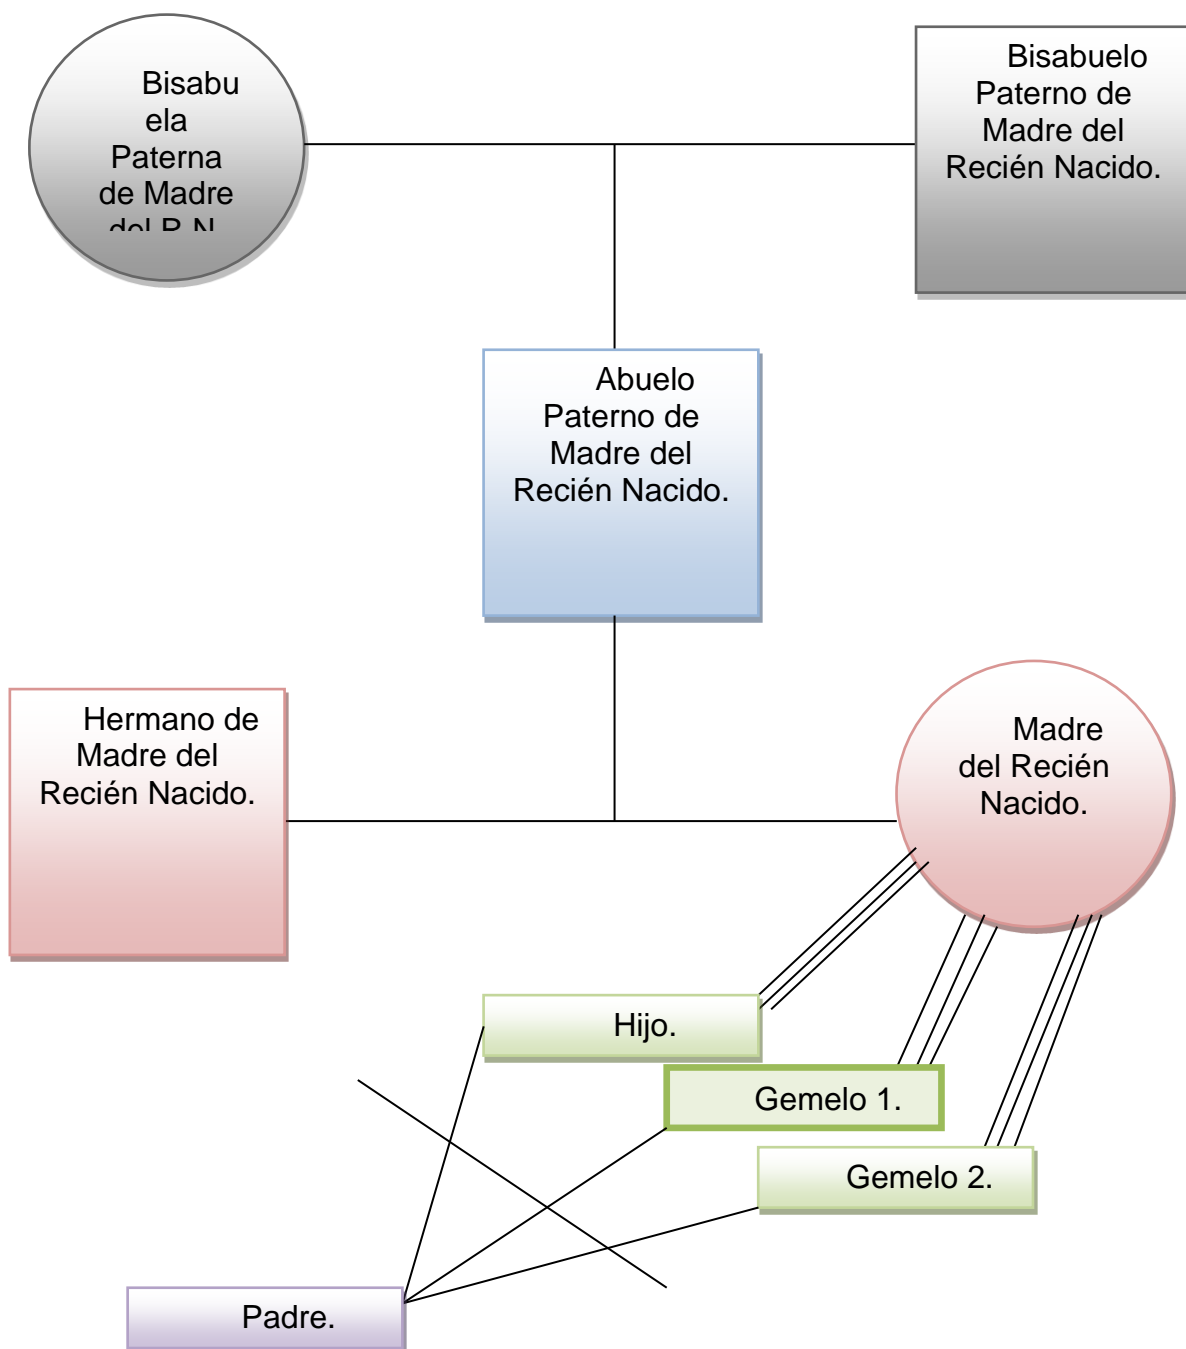 Bisabu
ela
Paterna
de Madre
del R.N.
Bisabuelo
Paterno de
Madre del
Recién Nacido.
Abuelo
Paterno de
Madre del
Recién Nacido.
Hermano de
Madre del
Recién Nacido.
Madre
del Recién
Nacido.
Hijo.
Gemelo 1.
Gemelo 2.
Padre.